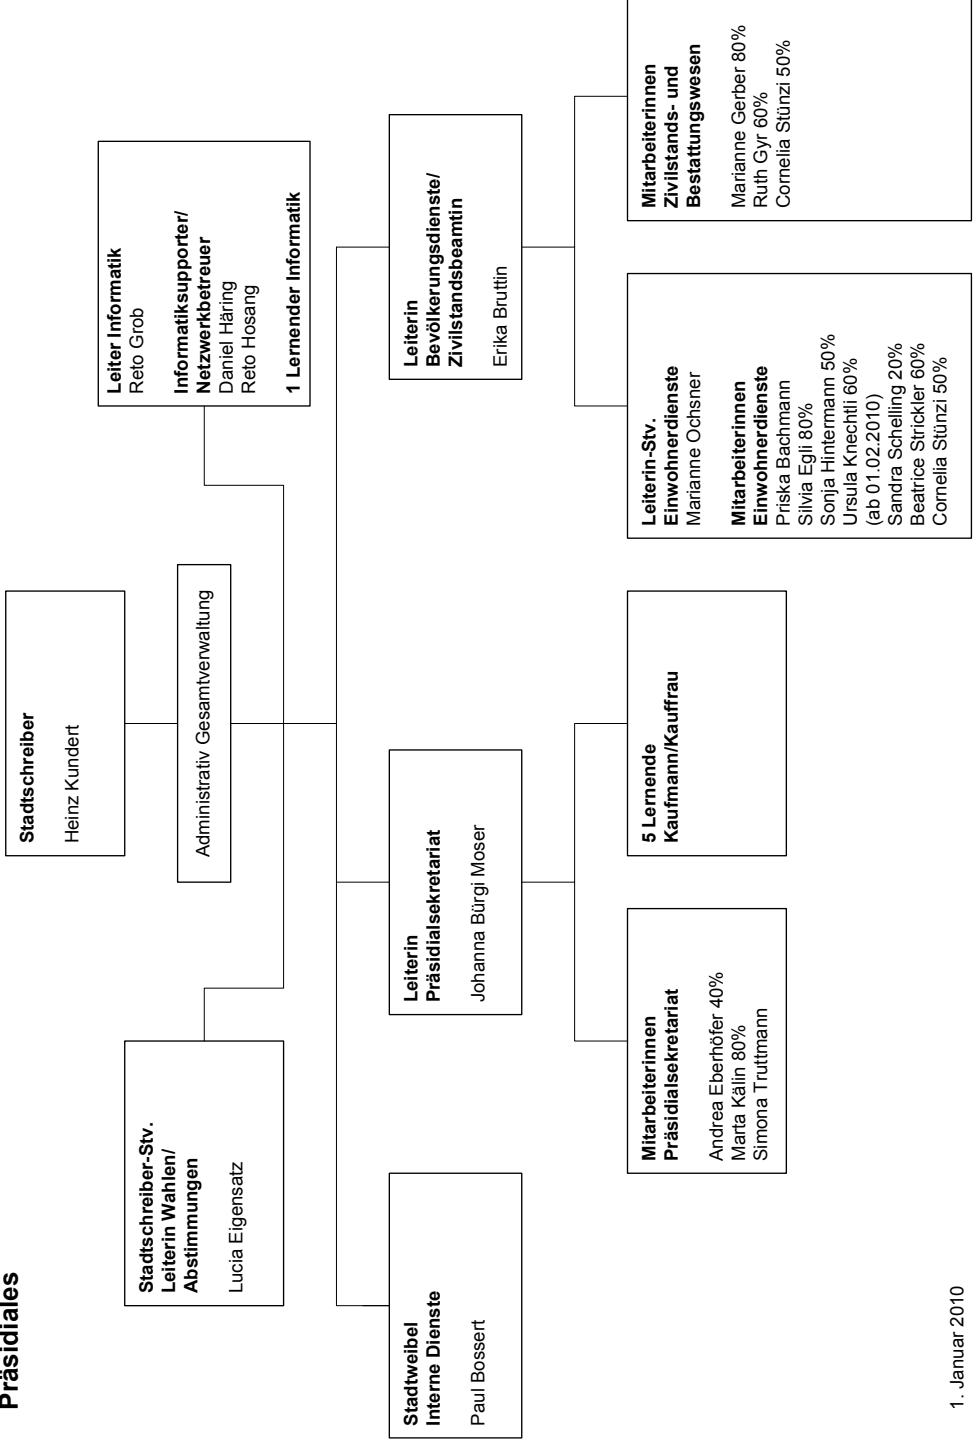 Präsidiales
Stadtschreiber
Heinz Kundert
Administrativ Gesamtverwaltung
Stadtschreiber-Stv.
Leiterin Wahlen/
Abstimmungen
Lucia Eigensatz
Leiter Informatik
Reto Grob
Informatiksupporter/
Netzwerkbetreuer
Daniel Häring
Reto Hosang
1 Lernender Informatik
Stadtweibel
Interne Dienste
Paul Bossert
Leiterin
Präsidialsekretariat
Johanna Bürgi Moser
Leiterin
Bevölkerungsdienste/
Zivilstandsbeamtin
Erika Bruttin
Mitarbeiterinnen
Präsidialsekretariat
Andrea Eberhöfer 40%
Marta Kälin 80%
Simona Truttmann
5 Lernende
Kaufmann/Kauffrau
Leiterin-Stv.
Einwohnerdienste
Marianne Ochsner
Mitarbeiterinnen
Einwohnerdienste
Priska Bachmann
Silvia Egli 80%
Sonja Hintermann 50%
Ursula Knechtli 60%
(ab 01.02.2010)
Sandra Schelling 20%
Beatrice Strickler 60%
Cornelia Stünzi 50%
Mitarbeiterinnen
Zivilstands- und
Bestattungswesen
Marianne Gerber 80%
Ruth Gyr 60%
Cornelia Stünzi 50%
1. Januar 2010